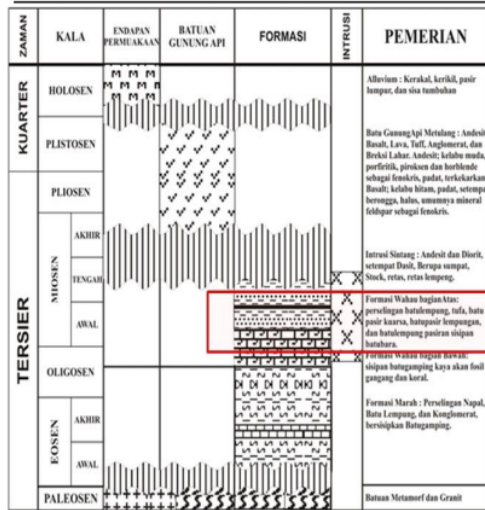 ZAMAN
KALA
ENDAPAN
PERMUAKAAN
BATUAN
GUNUNG API
FORMASI
INTRUSI
PEMERIAN
KUARTER
HOLOSEN
PLISTOSEN
TERSIER
PLIOSEN
MIOSEN
AKHIR
TENGAH
AWAL
OLIGOSEN
EOSEN
AKHIR
AWAL
PALEOSEN
Alluvium : Kerakal, kerikil, pasir
lumpur, dan sisa tumbuhan
Batu GunungApi Metulang : Andesit
Basalt, Lava, Tuff, Anglomerat, dan
Breksi Lahar. Andesit; kelabu muda,
porfiritik, piroksen dan horblende
sebagai fenokris, padat, terkekarkan
Basalt; kelabu hitam, padat, setempat
berongga, halus, umumnya mineral
feldspar sebagai fenokris.
Intrusi Sintang : Andesit dan Diorit,
setempat Dasit, Berupa sumpat,
Stock, retas, retas lempeng.
Formasi Wahau bagianAtas:
perselingan batulempung, tufa, batu
pasir kuarsa, batupasir lempungan,
dan batulempung pasiran sisipan
batubara.
Formasi Wahau bagian Bawah:
sisipan batugamping kaya akan fosil
gangang dan koral.
Formasi Marah : Perselingan Napal,
Batu Lempung, dan Konglomerat,
bersisipkan Batugamping.
Batuan Metamorf dan Granit